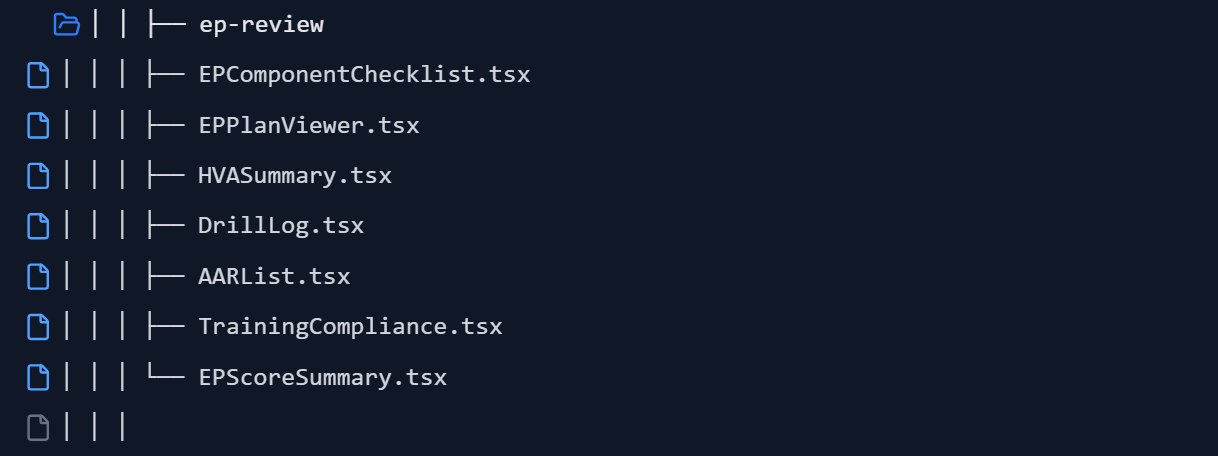 │ │ ├── ep-review
│ │ │ ├── EPComponentChecklist.tsx
│ │ │ ├── EPPlanViewer.tsx
│ │ │ ├── HVASummary.tsx
│ │ │ ├── DrillLog.tsx
│ │ │ ├── AARList.tsx
│ │ │ ├── TrainingCompliance.tsx
│ │ │ └── EPScoreSummary.tsx
│ │ │